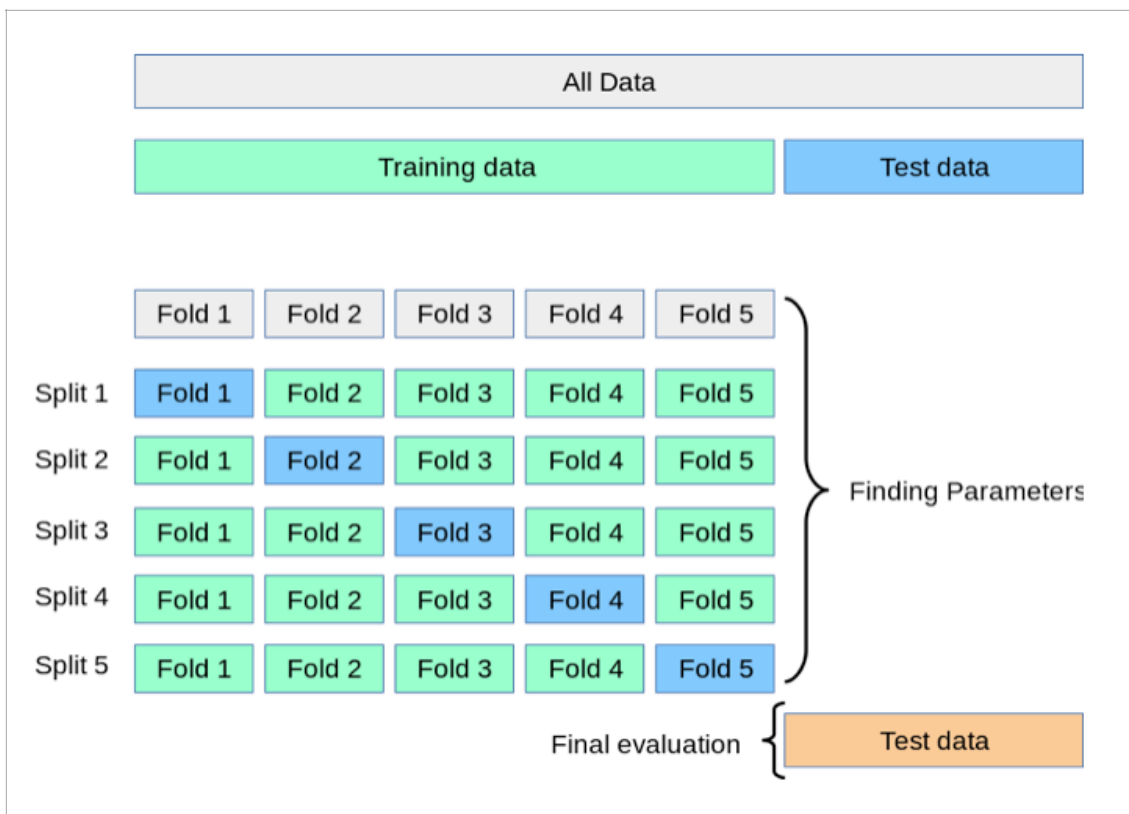 All Data
Training data Test data
Fold 1 Fold 2 Fold 3 Fold 4 Fold 5
Split 1 Fold 1 Fold 2 Fold 3 Fold 4 Fold 5
Split 2 Fold 1 Fold 2 Fold 3 Fold 4 Fold 5
Finding Parameters
Split 3 Fold 1 Fold 2 Fold 3 Fold 4 Fold 5
Split 4 Fold 1 Fold 2 Fold 3 Fold 4 Fold 5
Split 5 Fold 1 Fold 2 Fold 3 Fold 4 Fold 5
Final evaluation Test data